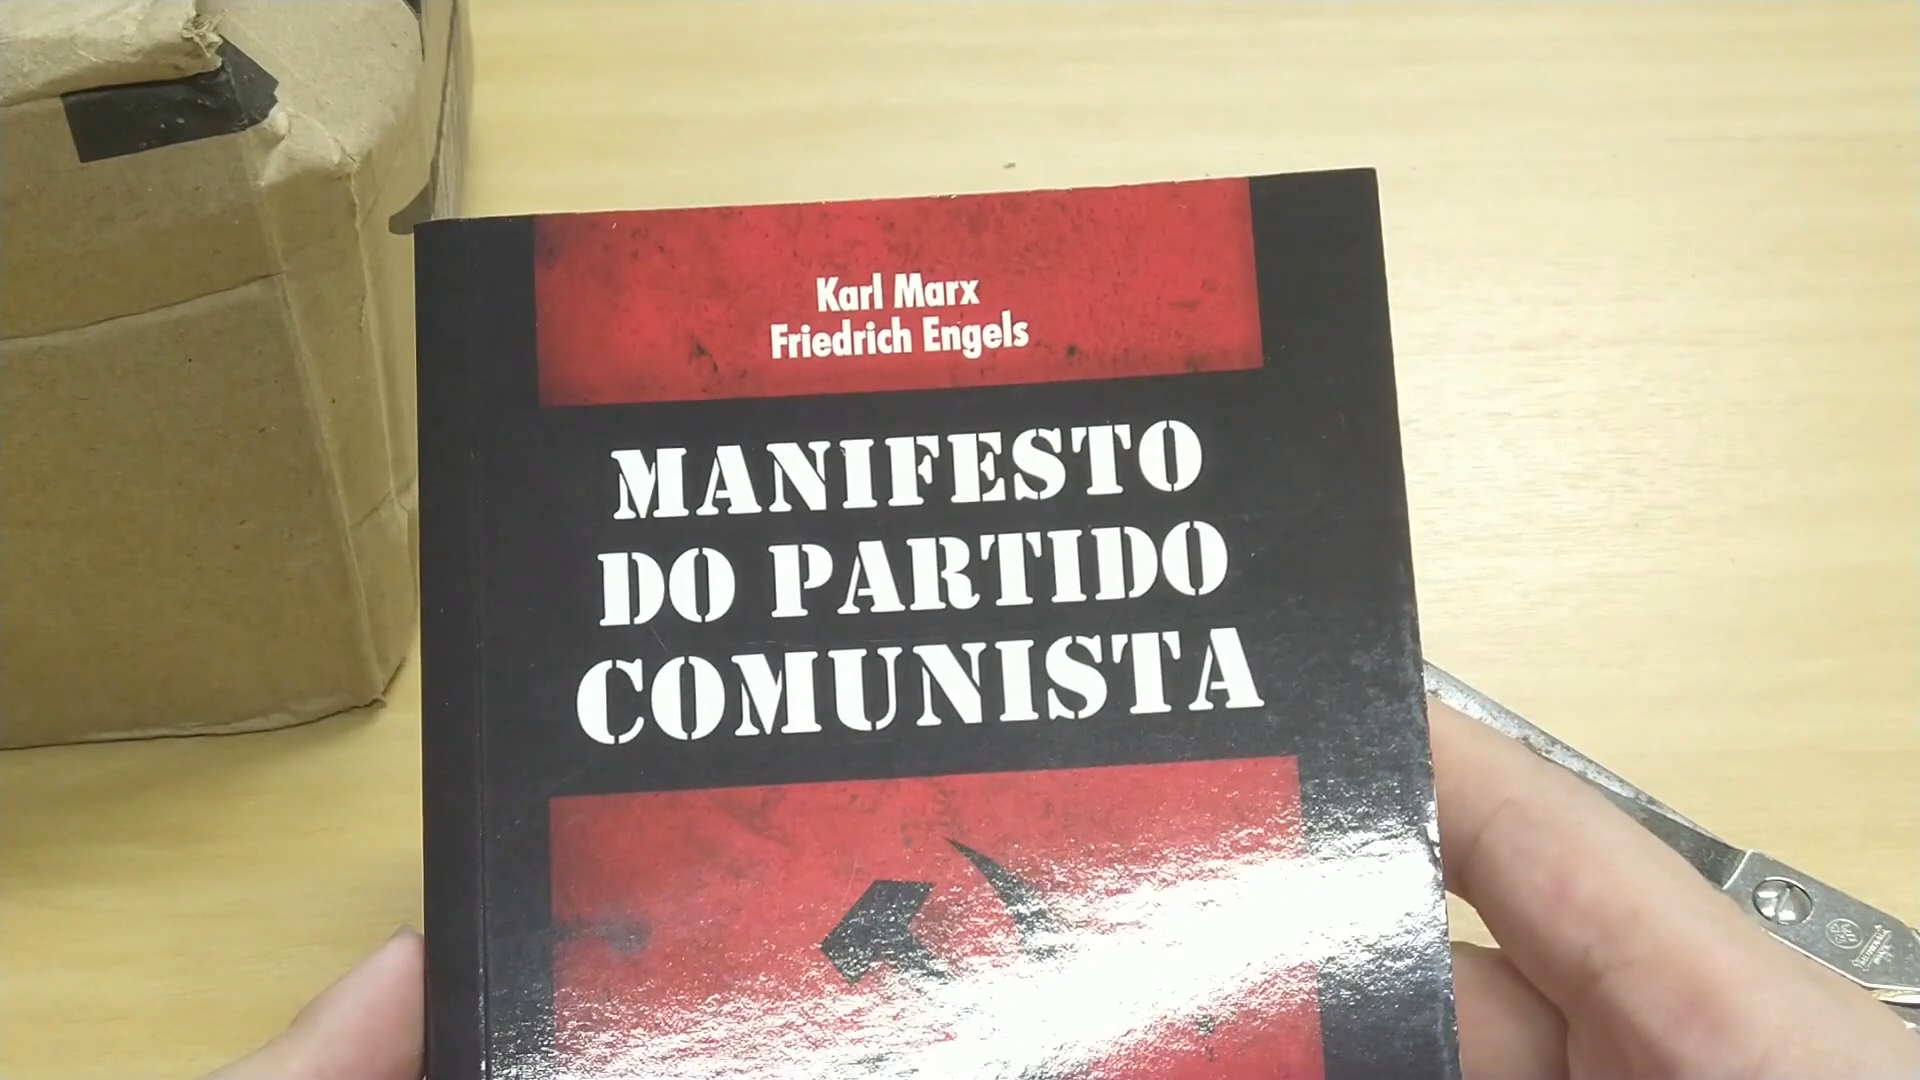 Karl Marx
Friedrich Engels
MANIFESTO
DO PARTIDO
COMUNISTA